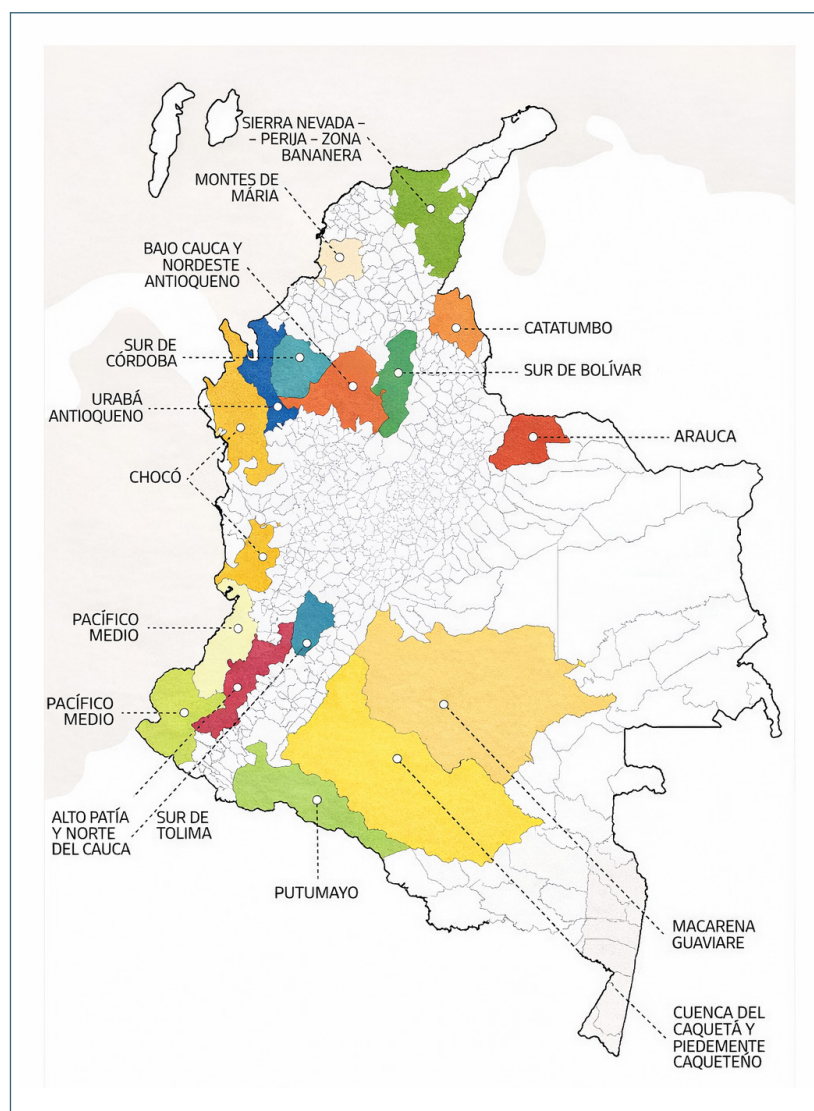 SIERRA NEVADA –
– PERIJA – ZONA
BANANERA
MONTES DE
MÁRIA
BAJO CAUCA Y
NORDESTE
ANTIOQUENO
SUR DE
CÓRDOBA
URABÁ
ANTIOQUENO
CHOCÓ
CATATUMBO
SUR DE BOLÍVAR
ARAUCA
PACÍFICO
MEDIO
PACÍFICO
MEDIO
ALTO PATÍA
Y NORTE
DEL CAUCA
SUR DE
TOLIMA
PUTUMAYO
MACARENA
GUAVIARE
CUENCA DEL
CAQUETÁ Y
PIEDEMENTE
CAQUETEÑO